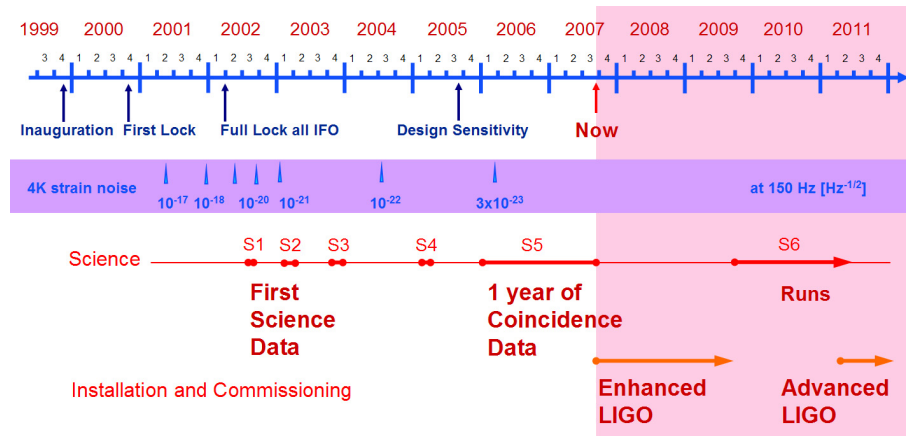 1999 2000 2001 2002 2003 2004 2005 2006 2007 2008 2009 2010 2011
3 4 1 2 3 4 1 2 3 4 1 2 3 4 1 2 3 4 1 2 3 4 1 2 3 4 1 2 3 4 1 2 3 4 1 2 3 4 1 2 3 4 1 2 3 4 1 2 3 4
Inauguration First Lock Full Lock all IFO Design Sensitivity Now
4K strain noise at 150 Hz [Hz-1/2]
10-17 10-18 10-20 10-21 10-22 3x10-23
S1 S2 S3 S4 S5 S6
Science
First 1 year of Runs
Science Coincidence
Data Data
Installation and Commissioning
Enhanced Advanced
LIGO LIGO